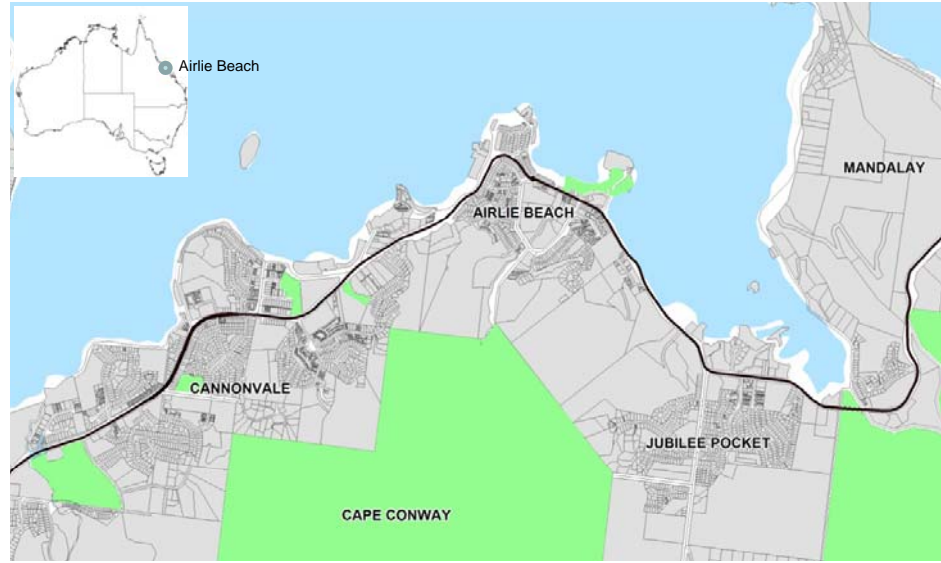 Airlie Beach
MANDALAY
AIRLIE BEACH
CANNONVALE
JUBILEE POCKET
CAPE CONWAY